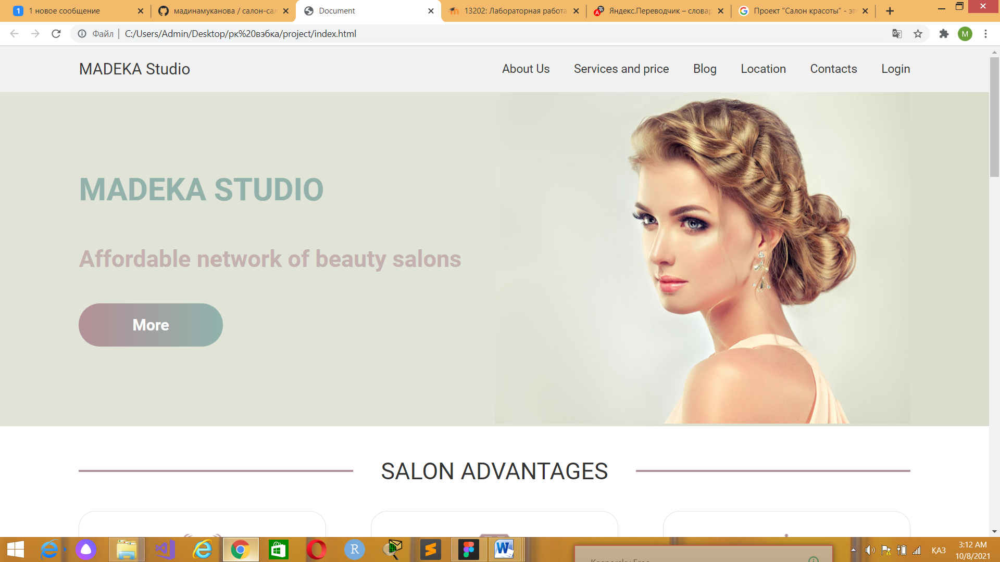 1 новое сообщение
мадинамуканова / салон-сал
Document
13202: Лабораторная работа
Яндекс.Переводчик – словар
Проект "Салон красоты" - эт
Файл
C:/Users/Admin/Desktop/рк%20вэбка/project/index.html
M
MADEKA Studio
About Us
Services and price
Blog
Location
Contacts
Login
MADEKA STUDIO
Affordable network of beauty salons
More
SALON ADVANTAGES
ҚАЗ
3:12 AM
10/8/2021